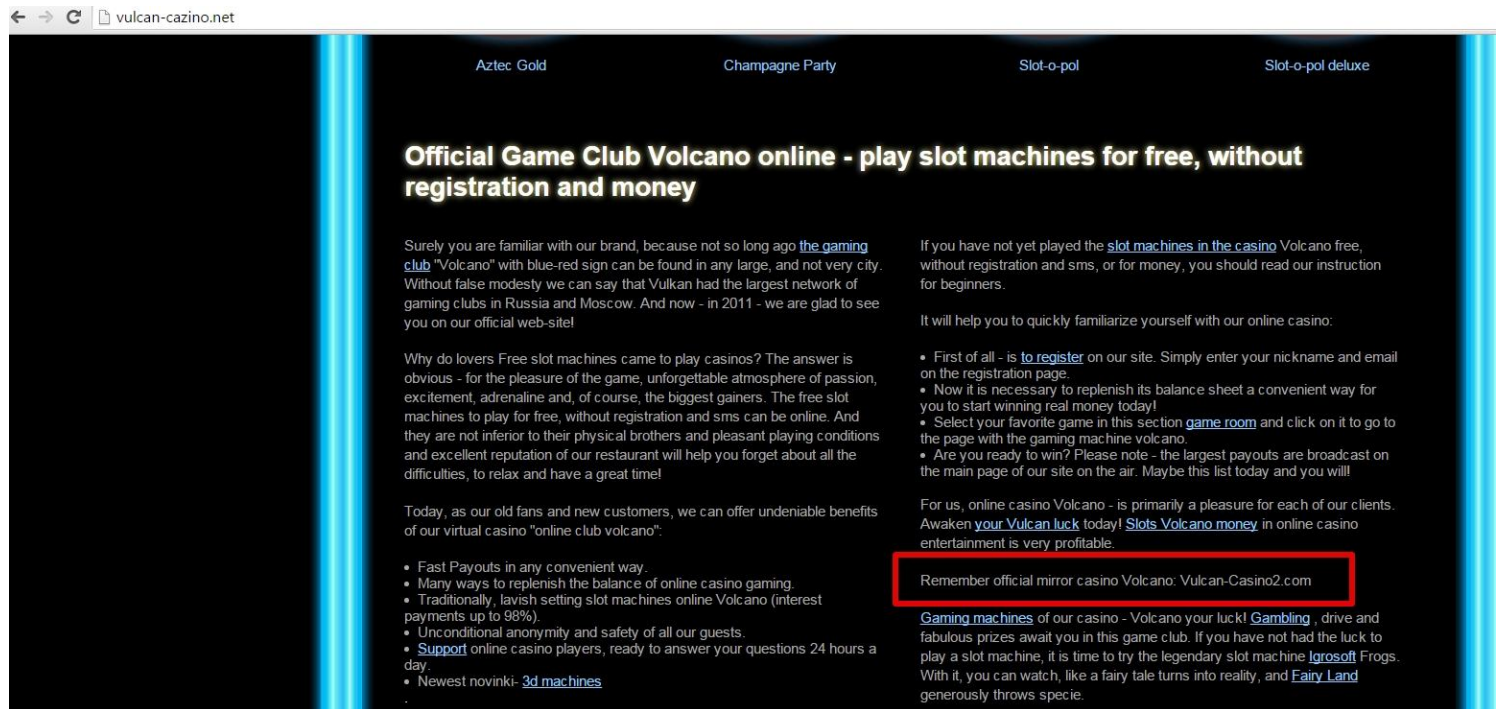 vulcan-cazino.net
Aztec Gold
Champagne Party
Slot-o-pol
Slot-o-pol deluxe
Official Game Club Volcano online - play slot machines for free, without
registration and money
Surely you are familiar with our brand, because not so long ago the gaming
club "Volcano" with blue-red sign can be found in any large, and not very city.
Without false modesty we can say that Vulkan had the largest network of
gaming clubs in Russia and Moscow. And now - in 2011 - we are glad to see
you on our official web-site!
Why do lovers Free slot machines came to play casinos? The answer is
obvious - for the pleasure of the game, unforgettable atmosphere of passion,
excitement, adrenaline and, of course, the biggest gainers. The free slot
machines to play for free, without registration and sms can be online. And
they are not inferior to their physical brothers and pleasant playing conditions
and excellent reputation of our restaurant will help you forget about all the
difficulties, to relax and have a great time!
Today, as our old fans and new customers, we can offer undeniable benefits
of our virtual casino "online club volcano":
• Fast Payouts in any convenient way.
• Many ways to replenish the balance of online casino gaming.
• Traditionally, lavish setting slot machines online Volcano (interest
payments up to 98%).
• Unconditional anonymity and safety of all our guests.
• Support online casino players, ready to answer your questions 24 hours a
day.
• Newest novinki- 3d machines
.
If you have not yet played the slot machines in the casino Volcano free,
without registration and sms, or for money, you should read our instruction
for beginners.
It will help you to quickly familiarize yourself with our online casino:
• First of all - is to register on our site. Simply enter your nickname and email
on the registration page.
• Now it is necessary to replenish its balance sheet a convenient way for
you to start winning real money today!
• Select your favorite game in this section game room and click on it to go to
the page with the gaming machine volcano.
• Are you ready to win? Please note - the largest payouts are broadcast on
the main page of our site on the air. Maybe this list today and you will!
For us, online casino Volcano - is primarily a pleasure for each of our clients.
Awaken your Vulcan luck today! Slots Volcano money in online casino
entertainment is very profitable.
Remember official mirror casino Volcano: Vulcan-Casino2.com
Gaming machines of our casino - Volcano your luck! Gambling , drive and
fabulous prizes await you in this game club. If you have not had the luck to
play a slot machine, it is time to try the legendary slot machine Igrosoft Frogs.
With it, you can watch, like a fairy tale turns into reality, and Fairy Land
generously throws specie.